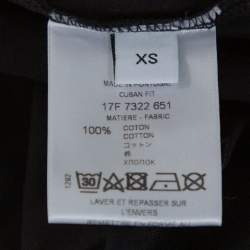 XS
MADE IN PORTUGAL
CUBAN FIT
17F 7322 651
MATIERE - FABRIC
100% COTON
COTTON
コットン
棉
ХЛОПОК
1262
30
LAVER ET REPASSER SUR
L'ENVERS